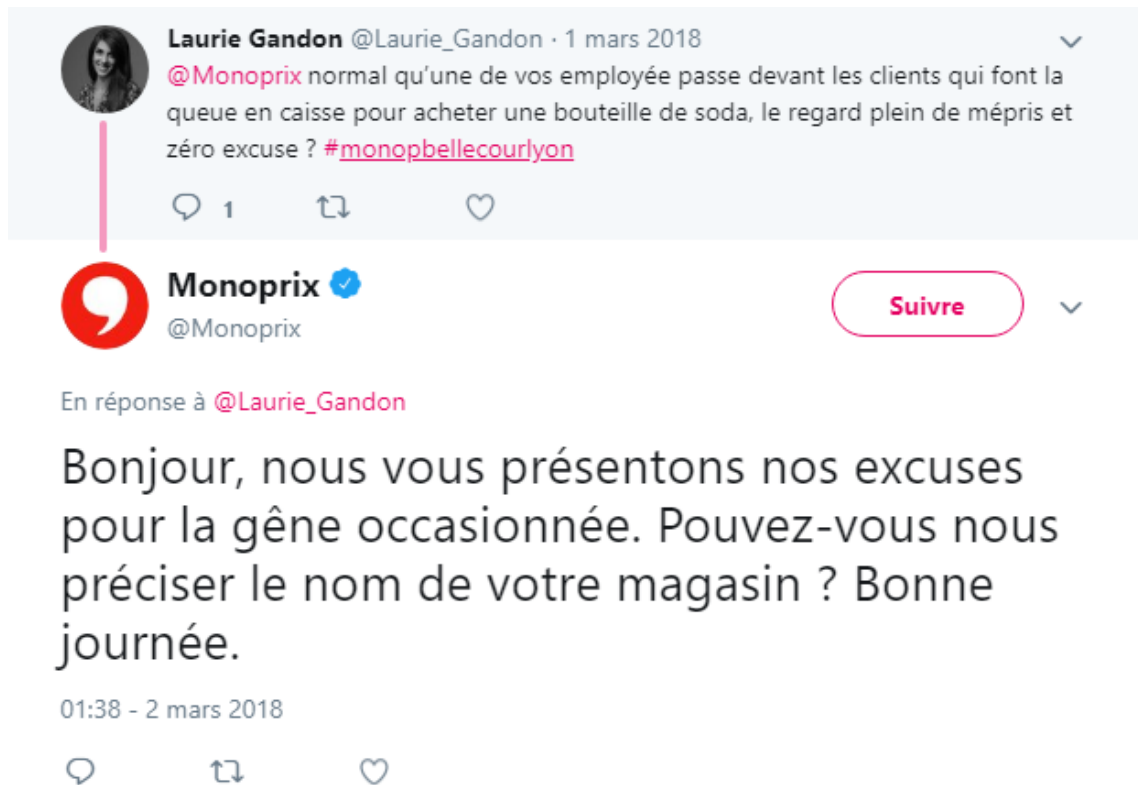 Laurie Gandon @Laurie_Gandon · 1 mars 2018
@Monoprix normal qu'une de vos employée passe devant les clients qui font la
queue en caisse pour acheter une bouteille de soda, le regard plein de mépris et
zéro excuse ? #monopbellecourlyon
1
Monoprix
@Monoprix
Suivre
En réponse à @Laurie_Gandon
Bonjour, nous vous présentons nos excuses
pour la gêne occasionnée. Pouvez-vous nous
préciser le nom de votre magasin ? Bonne
journée.
01:38 - 2 mars 2018